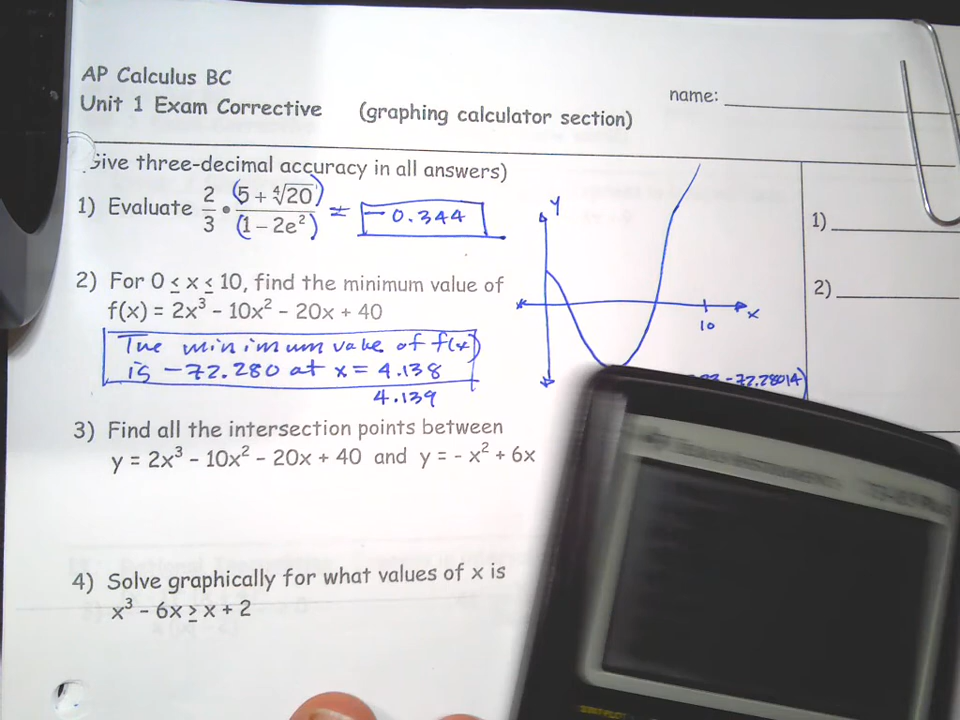 AP Calculus BC
Unit 1 Exam Corrective (graphing calculator section) name:
Give three-decimal accuracy in all answers)
1) Evaluate 2/3 • (5 + ∜20)/(1 – 2e²) = – 0.344
2) For 0 ≤ x ≤ 10, find the minimum value of
f(x) = 2x³ – 10x² – 20x + 40
The minimum value of f(x)
is –72.280 at x = 4.138
4.139
3) Find all the intersection points between
y = 2x³ – 10x² – 20x + 40 and y = – x² + 6x
4) Solve graphically for what values of x is
x³ – 6x ≥ x + 2
y
x
10
–72.28014)
1)
2)